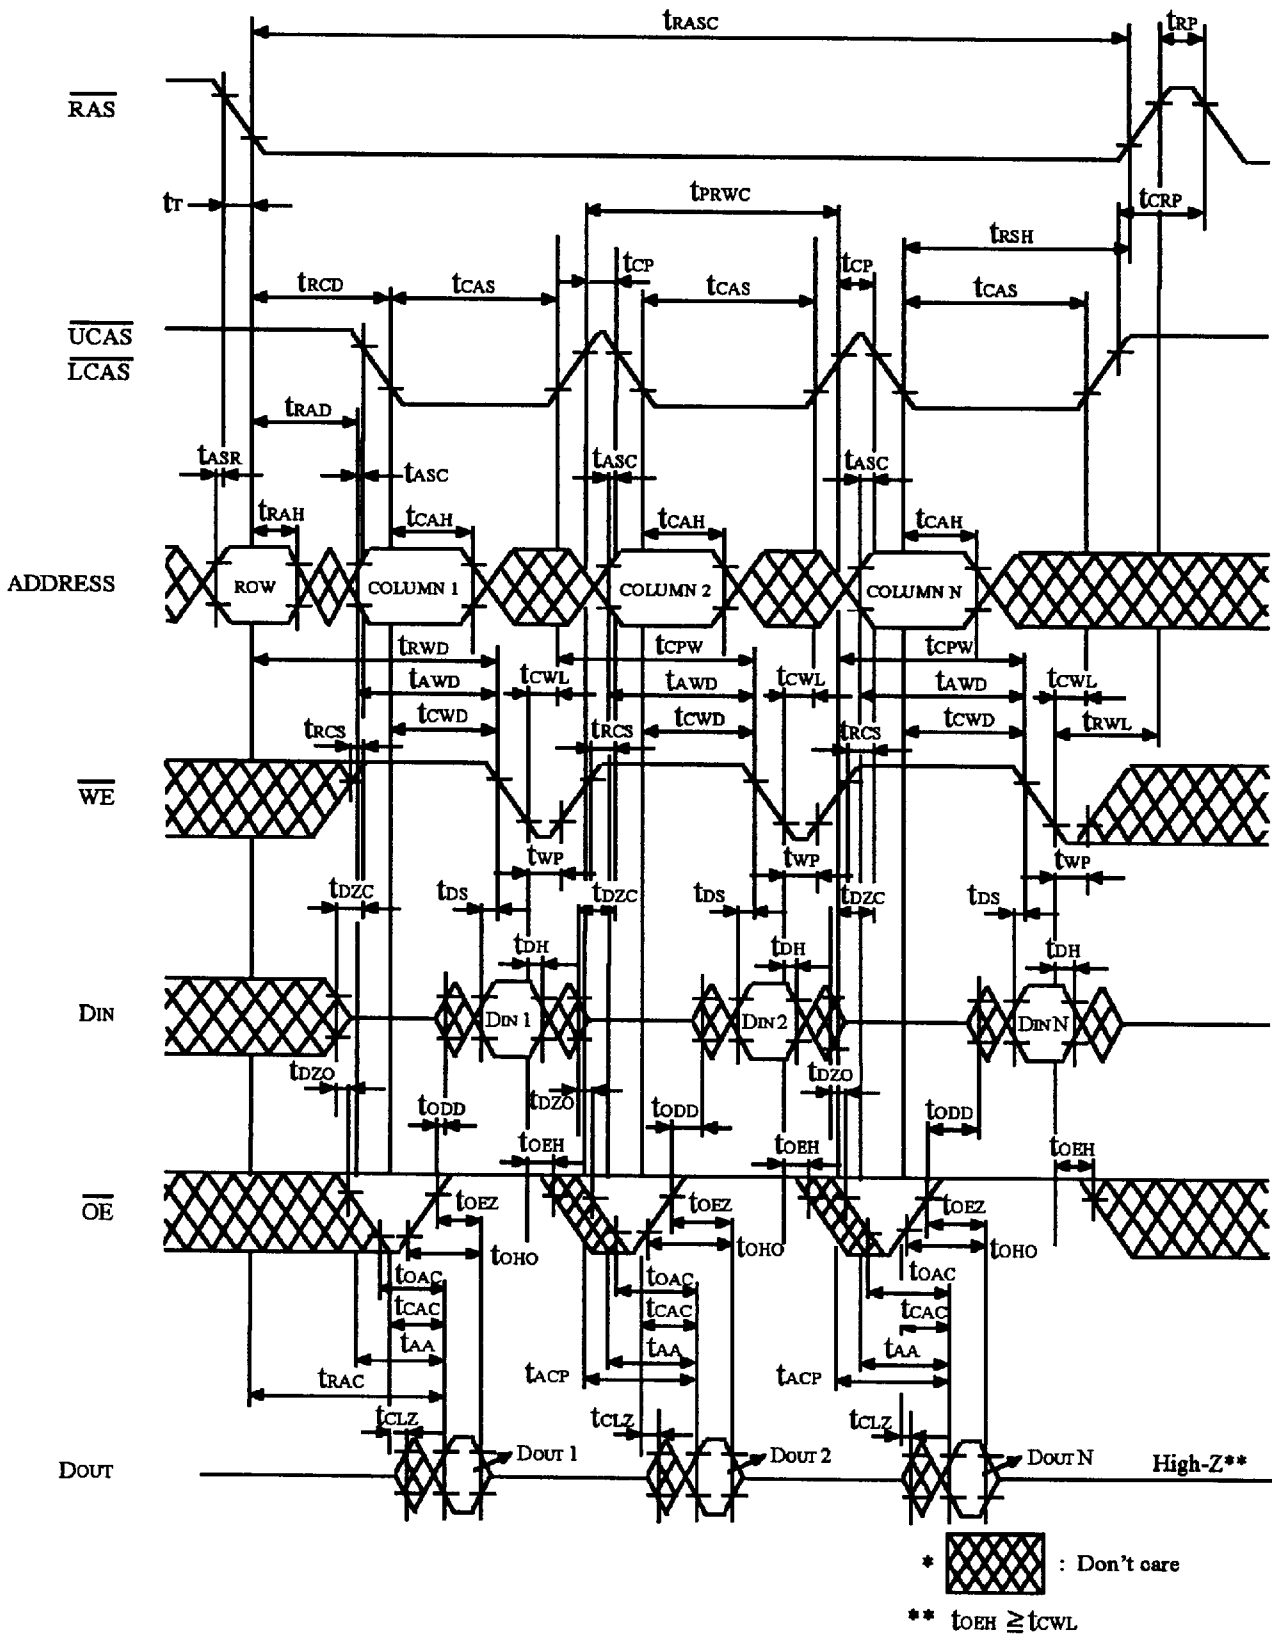 tRASC tRP
RAS
tT tPRWC tCRP
tRSH
tCP tCP
tRCD tCAS tCAS tCAS
UCAS
LCAS
tRAD
tASR tASC tASC tASC
tRAH tCAH tCAH tCAH
ADDRESS ROW COLUMN 1 COLUMN 2 COLUMN N
tRWD tCPW tCPW
tAWD tCWL tAWD tCWL tAWD tCWL
tCWD tCWD tCWD
tRCS tRCS tRCS tRWL
WE
tWP tWP tWP
tDZC tDS tDZC tDS tDZC tDS
tDH tDH tDH
DIN DIN 1 DIN 2 DIN N
tDZO tDZO tDZO
tODD tODD tODD
tOEH tOEH tOEH
OE tOEZ tOEZ tOEZ
tOHO tOHO tOHO
tOAC tOAC tOAC
tCAC tCAC tCAC
tAA tAA tAA
tRAC tACP tACP
tCLZ tCLZ tCLZ
DOUT DOUT 1 DOUT 2 DOUT N High-Z**
* : Don't care
** tOEH ≧ tCWL